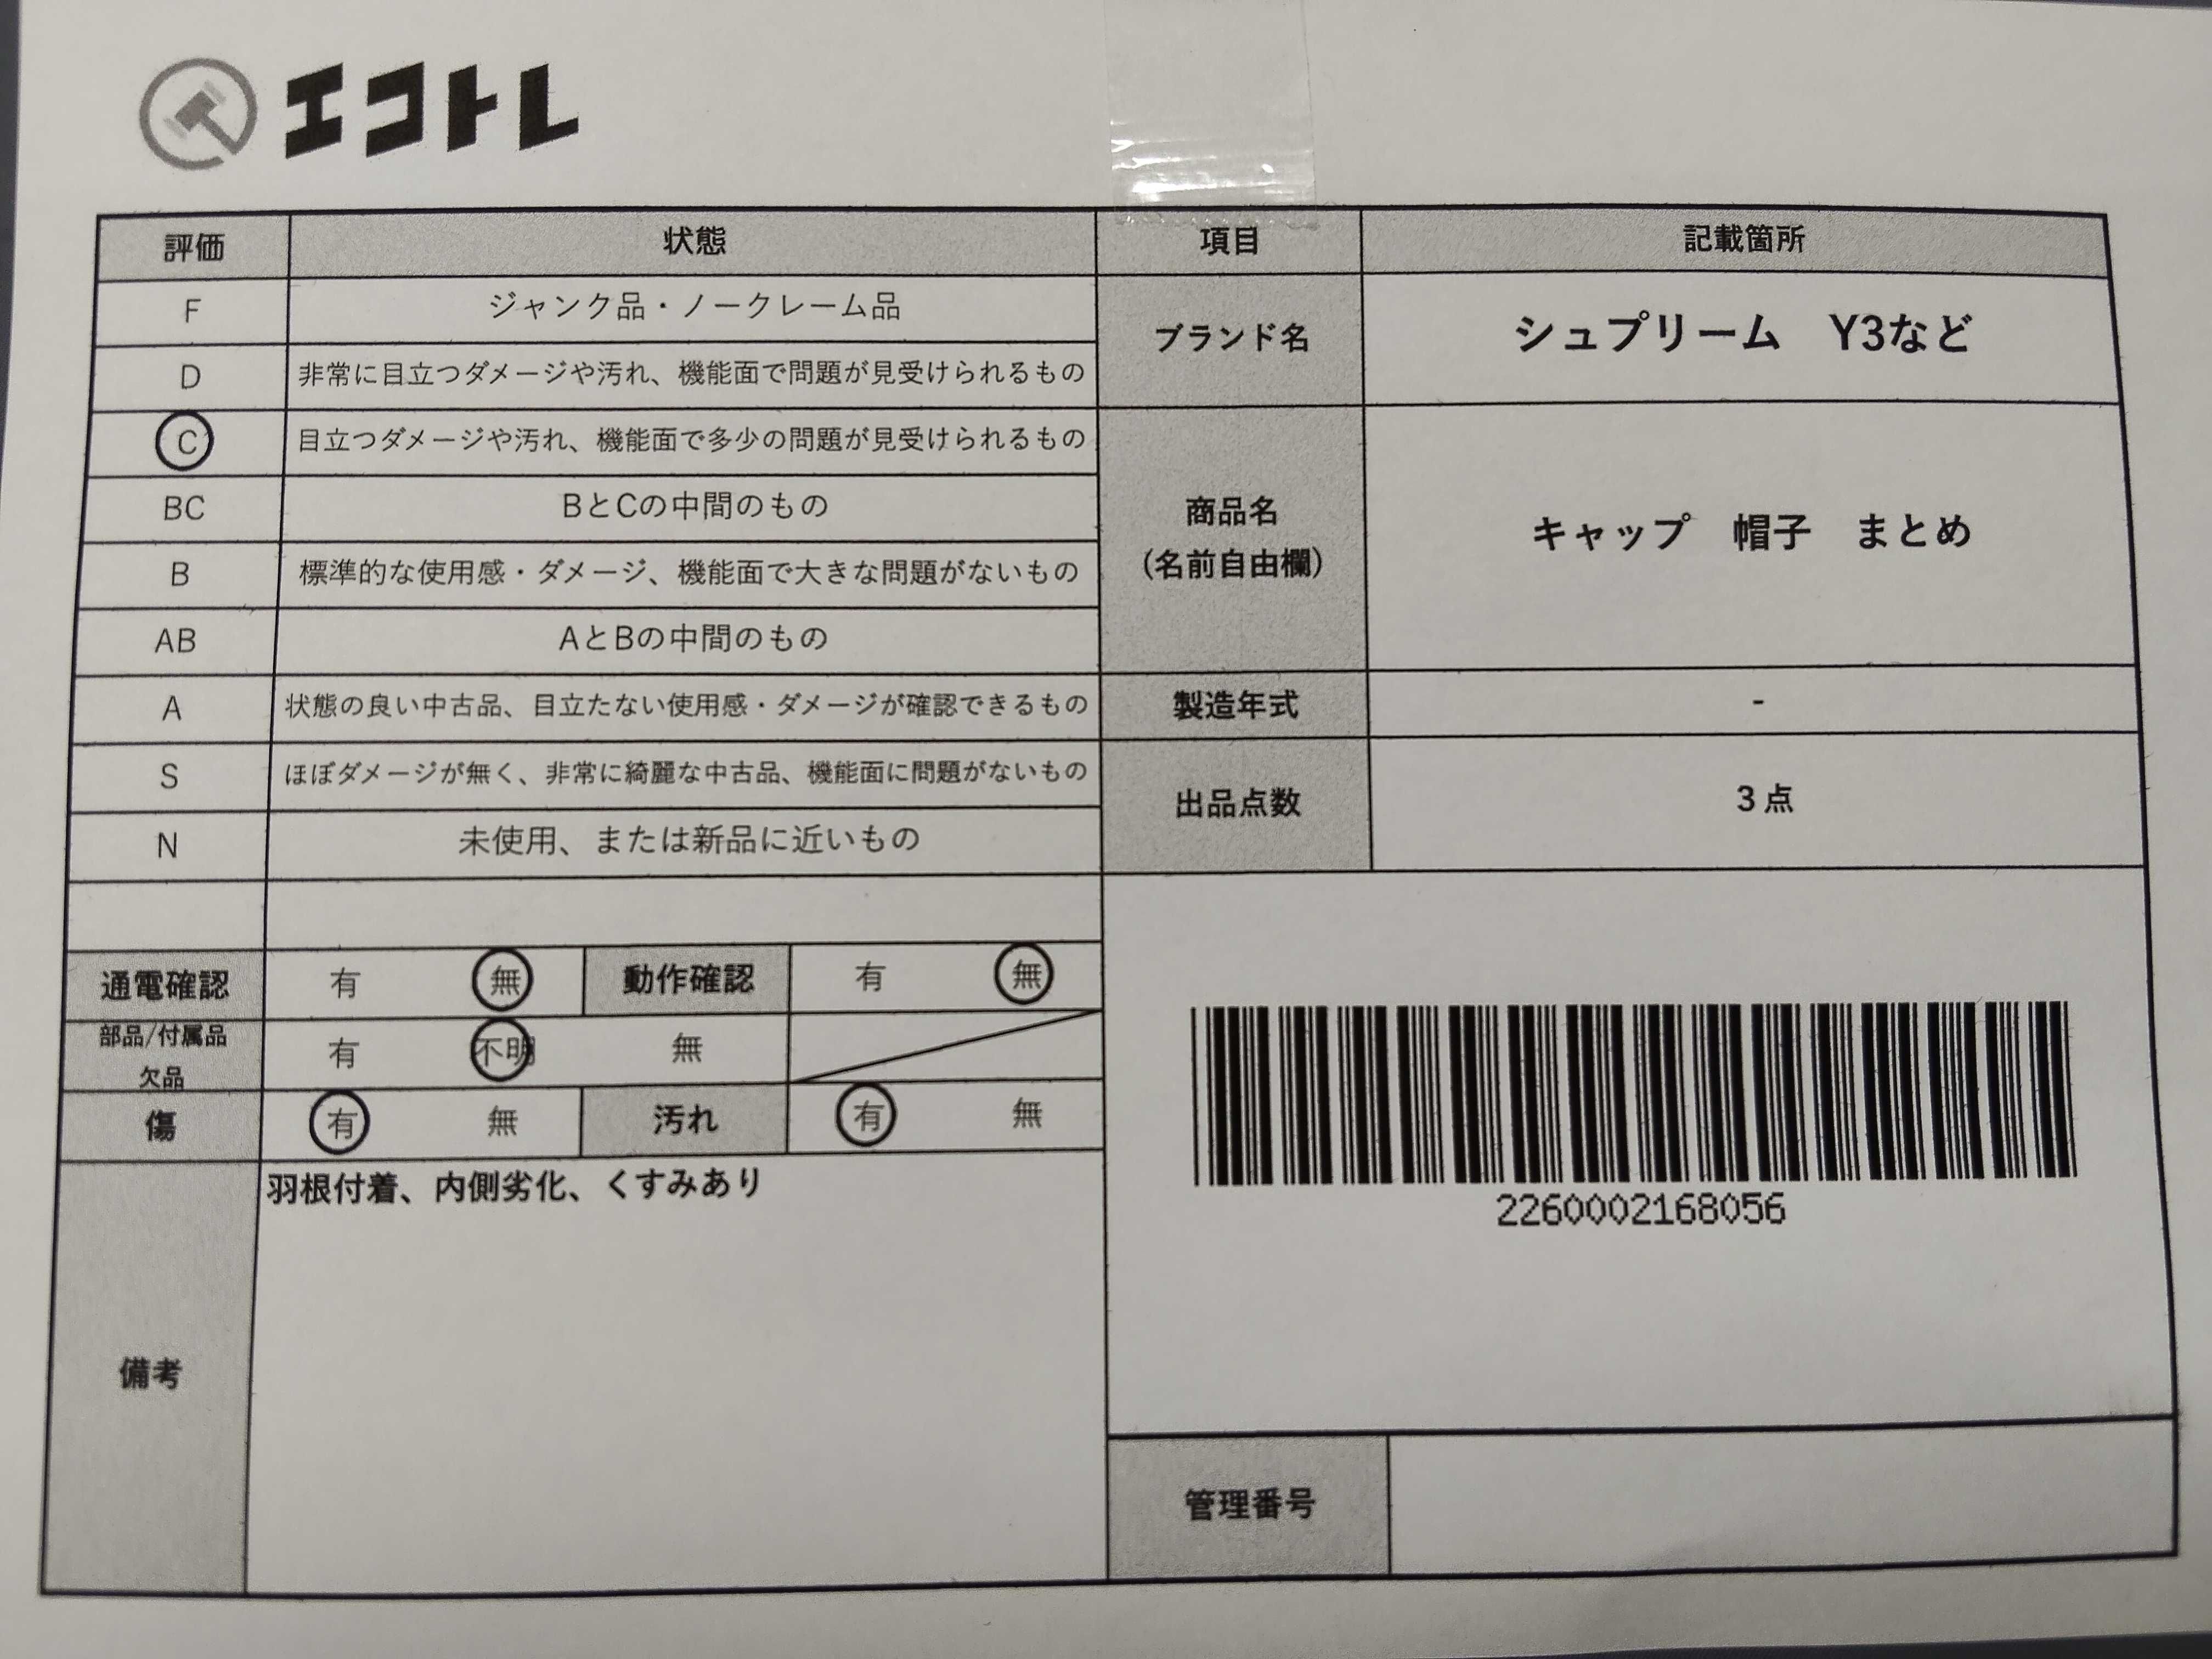 エコトレ
評価 状態 項目 記載箇所
F ジャンク品・ノークレーム品
D 非常に目立つダメージや汚れ、機能面で問題が見受けられるもの
C 目立つダメージや汚れ、機能面で多少の問題が見受けられるもの
BC BとCの中間のもの
B 標準的な使用感・ダメージ、機能面で大きな問題がないもの
AB AとBの中間のもの
A 状態の良い中古品、目立たない使用感・ダメージが確認できるもの
S ほぼダメージが無く、非常に綺麗な中古品、機能面に問題がないもの
N 未使用、または新品に近いもの
ブランド名 シュプリーム Y3など
商品名
(名前自由欄)
キャップ 帽子 まとめ
製造年式 -
出品点数 3点
通電確認 有 無 動作確認 有 無
部品/付属品
欠品
有 不明 無
傷 有 無 汚れ 有 無
備考
羽根付着、内側劣化、くすみあり
2260002168056
管理番号